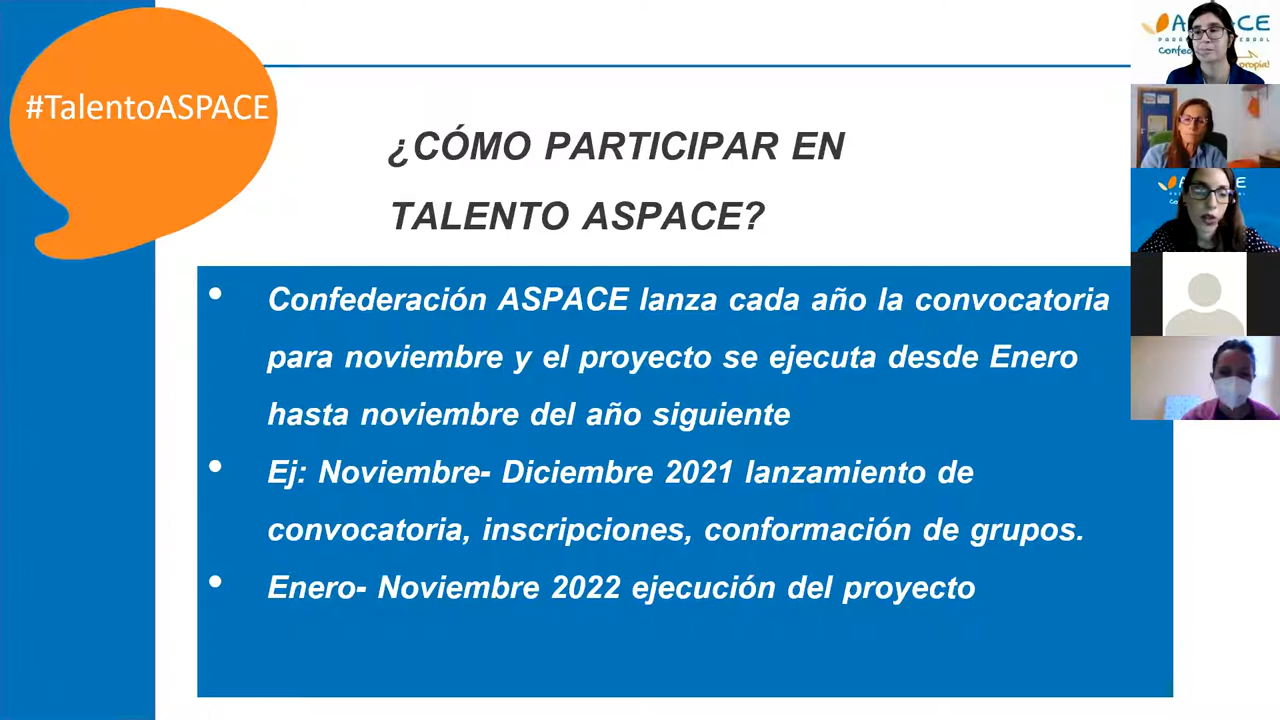 #TalentoASPACE
¿CÓMO PARTICIPAR EN
TALENTO ASPACE?
• Confederación ASPACE lanza cada año la convocatoria
para noviembre y el proyecto se ejecuta desde Enero
hasta noviembre del año siguiente
• Ej: Noviembre- Diciembre 2021 lanzamiento de
convocatoria, inscripciones, conformación de grupos.
• Enero- Noviembre 2022 ejecución del proyecto